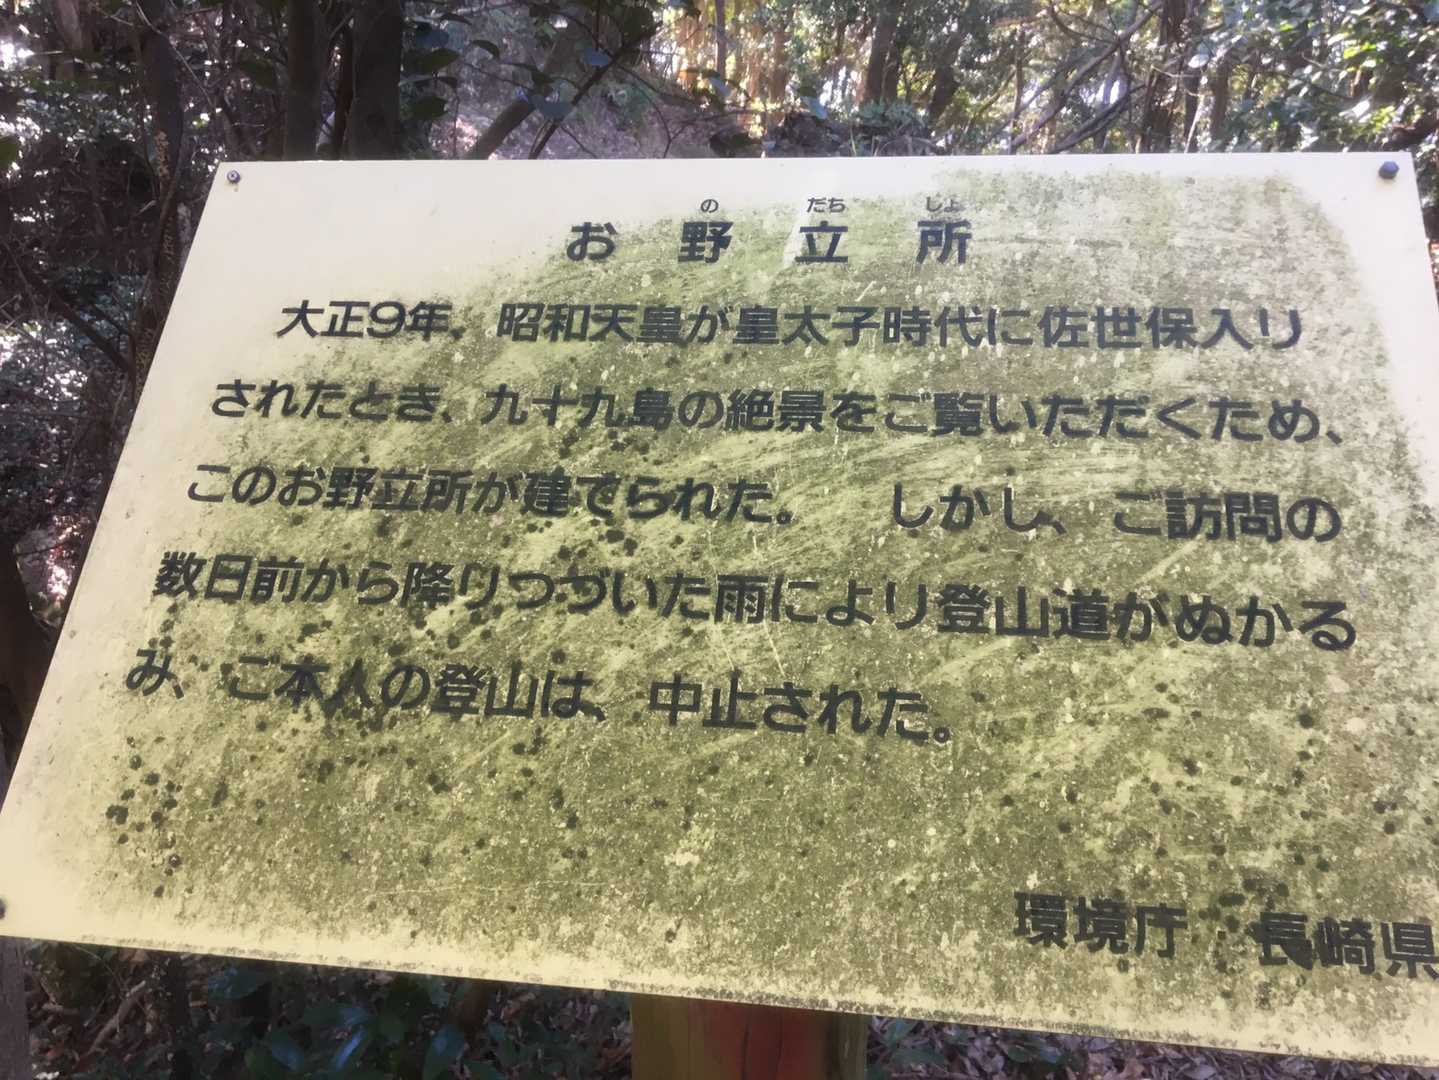 のだちしょ
お野立所
大正9年、昭和天皇が皇太子時代に佐世保入り
されたとき、九十九島の絶景をご覧いただくため、
このお野立所が建てられた。 しかし、ご訪問の
数日前から降りつづいた雨により登山道がぬかる
み、ご本人の登山は、中止された。
環境庁・長崎県